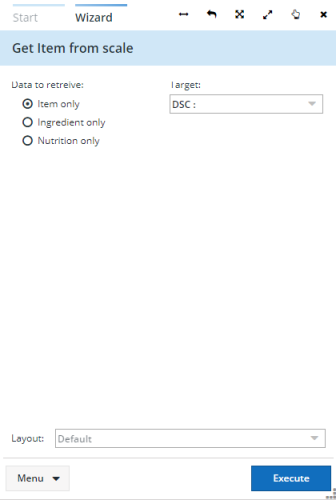 Start Wizard
Get Item from scale
Data to retreive: Target:
Item only DSC :
Ingredient only
Nutrition only
Layout: Default
Menu Execute